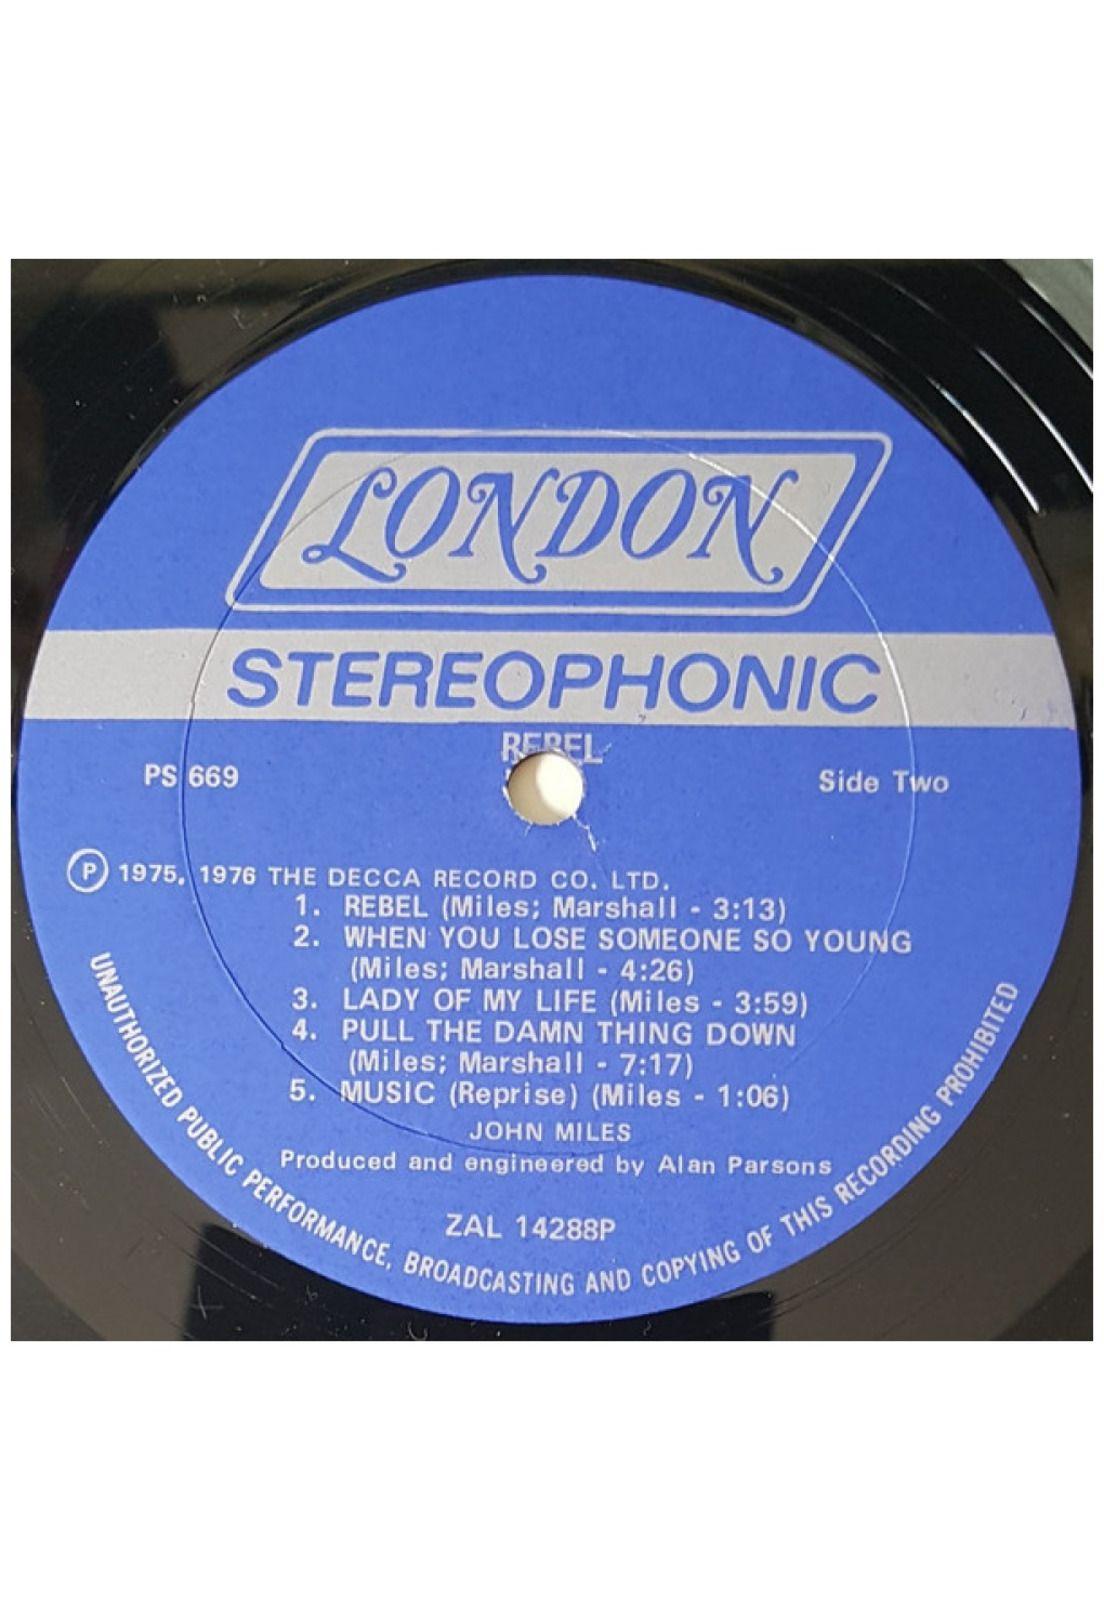 LONDON
STEREOPHONIC
REBEL
PS 669
Side Two
Ⓟ 1975, 1976 THE DECCA RECORD CO. LTD.
1. REBEL (Miles; Marshall - 3:13)
2. WHEN YOU LOSE SOMEONE SO YOUNG
(Miles; Marshall - 4:26)
3. LADY OF MY LIFE (Miles - 3:59)
4. PULL THE DAMN THING DOWN
(Miles; Marshall - 7:17)
5. MUSIC (Reprise) (Miles - 1:06)
JOHN MILES
Produced and engineered by Alan Parsons
ZAL 14288P
UNAUTHORIZED PUBLIC PERFORMANCE, BROADCASTING AND COPYING OF THIS RECORDING PROHIBITED